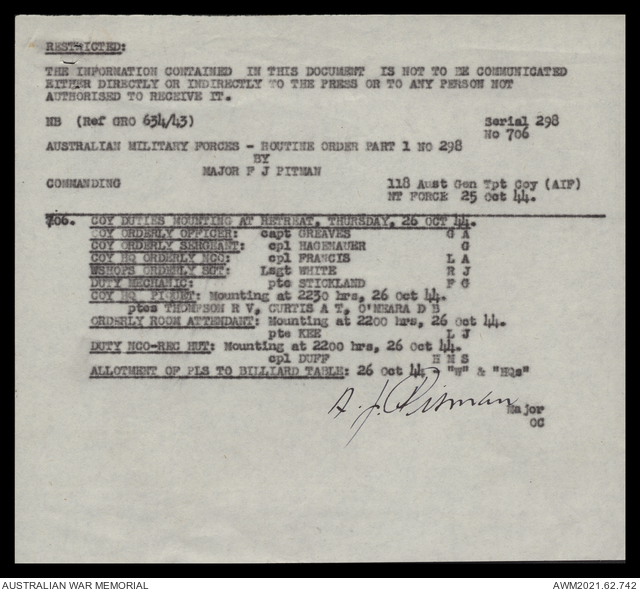 RESTRICTED:
THE INFORMATION CONTAINED IN THIS DOCUMENT IS NOT TO BE COMMUNICATED
EITHER DIRECTLY OR INDIRECTLY TO THE PRESS OR TO ANY PERSON NOT
AUTHORISED TO RECEIVE IT.
NB (Ref GRO 634/43) Serial 298
No 706
AUSTRALIAN MILITARY FORCES - ROUTINE ORDER PART 1 NO 298
BY
MAJOR F J PITMAN
COMMANDING 118 Aust Gen Tpt Coy (AIF)
NT FORCE 25 Oct 44.
706. COY DUTIES MOUNTING AT RETREAT, THURSDAY, 26 OCT 44.
COY ORDERLY OFFICER: capt GREAVES G A
COY ORDERLY SERGEANT: cpl HAGENAUER G
COY HQ ORDERLY NCO: cpl FRANCIS L A
WSHOPS ORDERLY SGT: Lsgt WHITE R J
DUTY MECHANIC: pte STICKLAND F G
COY HQ PIQUET: Mounting at 2230 hrs, 26 Oct 44.
ptes THOMPSON R V, CURTIS A T, O'MEARA D B
ORDERLY ROOM ATTENDANT: Mounting at 2200 hrs, 26 Oct 44.
pte KEE L J
DUTY NCO-REC HUT: Mounting at 2200 hrs, 26 Oct 44.
cpl DUFF H N S
ALLOTMENT OF PLS TO BILLIARD TABLE: 26 Oct 44 "W" & "HQs"
A. J. Pitman Major
OC
AUSTRALIAN WAR MEMORIAL AWM2021.62.742